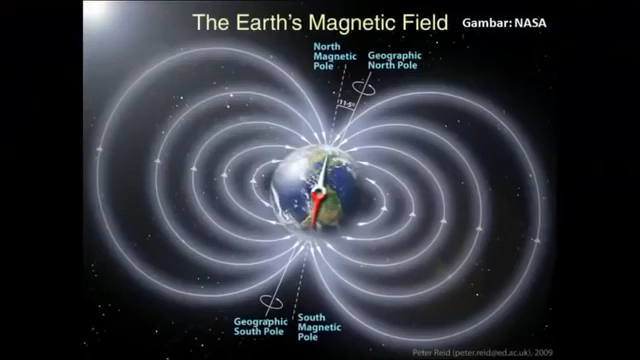 The Earth's Magnetic Field
Gambar: NASA
North
Magnetic
Pole
Geographic
North Pole
11.5°
Geographic
South Pole
South
Magnetic
Pole
Peter Reid (peter.reid@ed.ac.uk), 2009